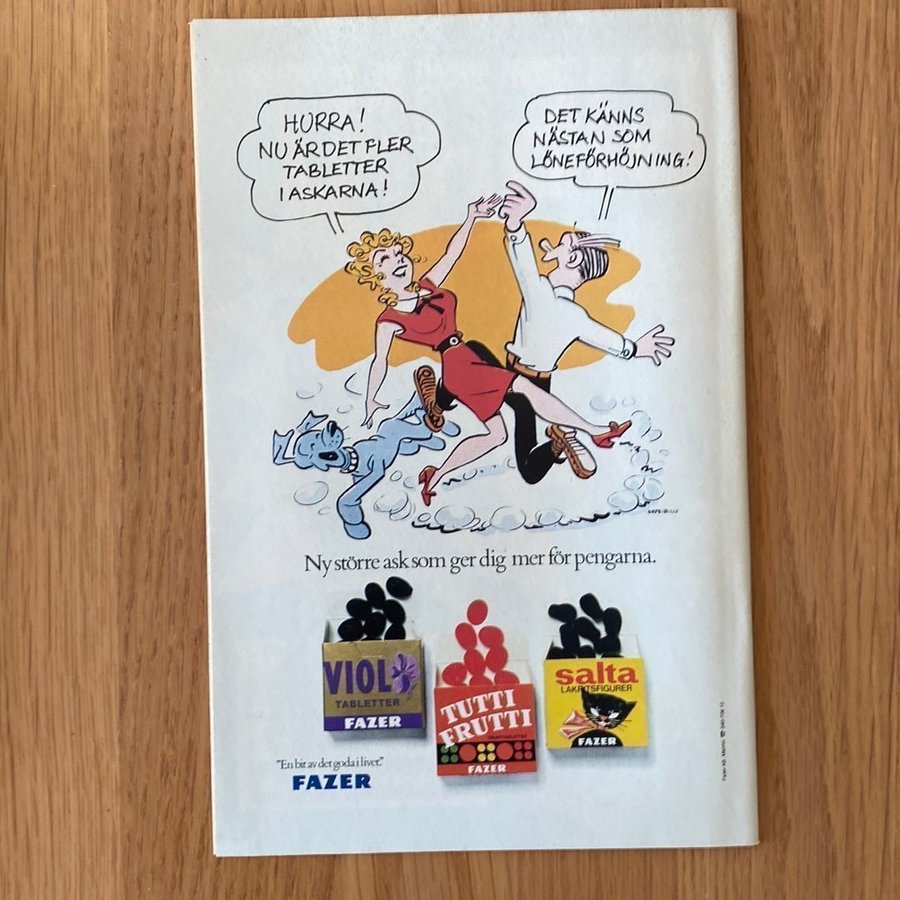 HURRA!
NU ÄR DET FLER
TABLETTER
I ASKARNA!
DET KÄNNS
NÄSTAN SOM
LÖNEFÖRHÖJNING!
Ny större ask som ger dig mer för pengarna.
VIOL
TABLETTER
FAZER
TUTTI
FRUTTI
FAZER
salta
LAKRITSFIGURER
FAZER
"En bit av det goda i livet."
FAZER